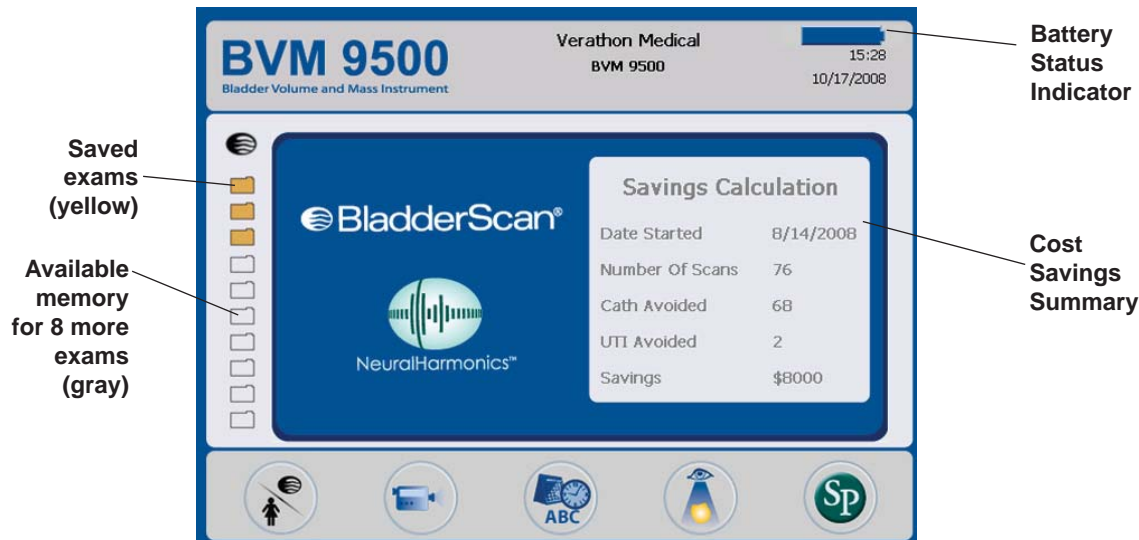 BVM 9500
Bladder Volume and Mass Instrument
Verathon Medical
BVM 9500
15:28
10/17/2008
Battery
Status
Indicator
Saved
exams
(yellow)
Available
memory
for 8 more
exams
(gray)
BladderScan®
NeuralHarmonics™
Savings Calculation
Date Started 8/14/2008
Number Of Scans 76
Cath Avoided 68
UTI Avoided 2
Savings $8000
Cost
Savings
Summary
ABC
SP